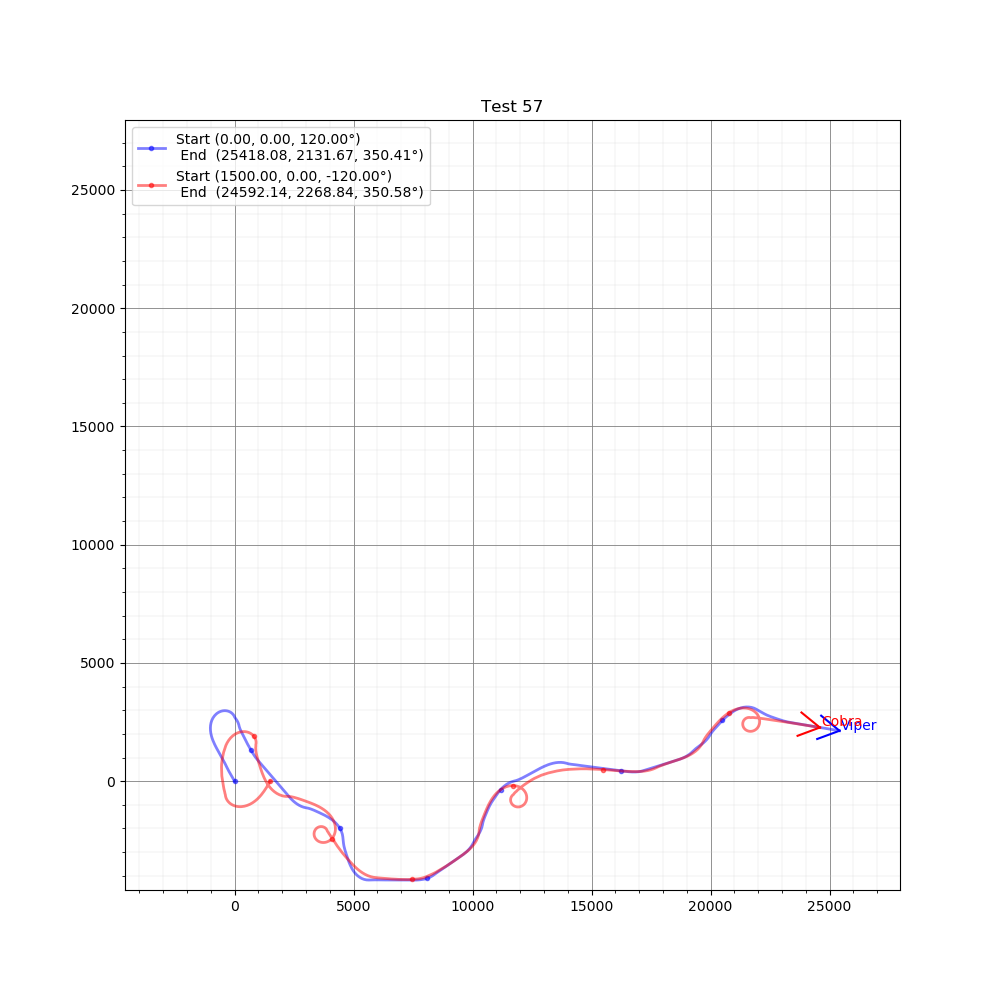 Test 57
Start (0.00, 0.00, 120.00°)
End  (25418.08, 2131.67, 350.41°)
Start (1500.00, 0.00, -120.00°)
End  (24592.14, 2268.84, 350.58°)
25000
20000
15000
10000
5000
0
Cobra
Viper
0
5000
10000
15000
20000
25000